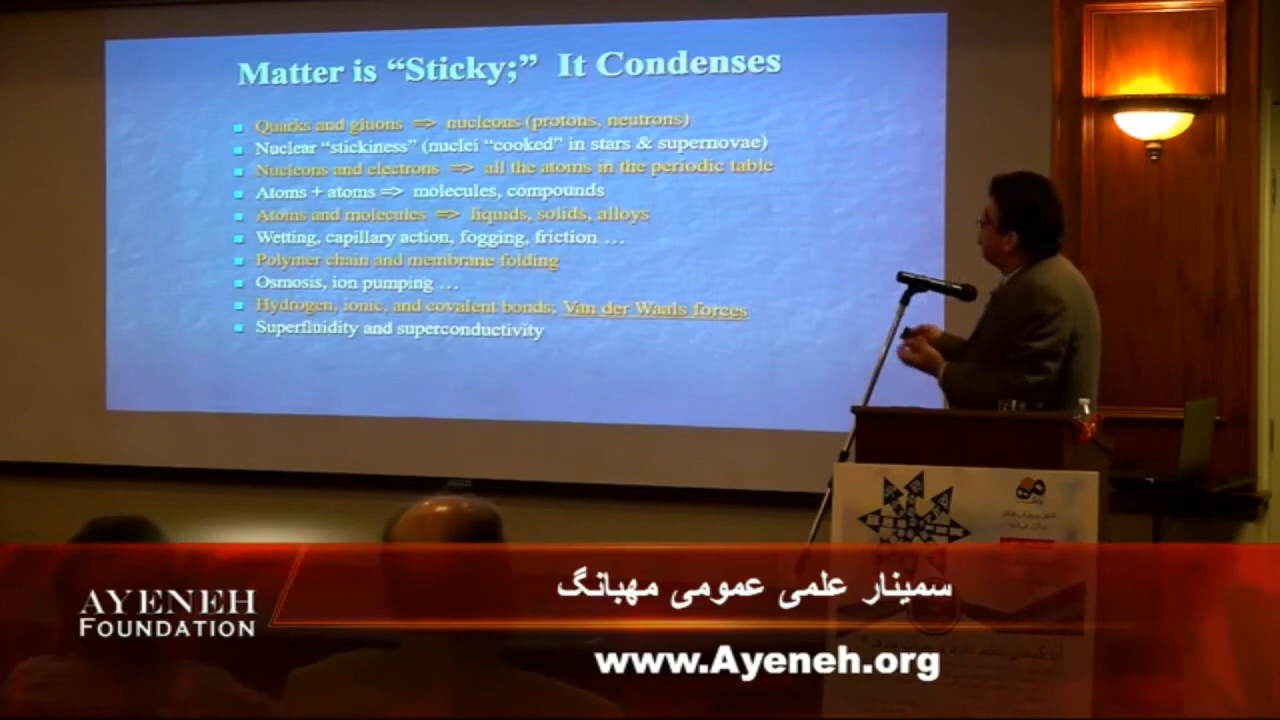 Matter is “Sticky;” It Condenses
Quarks and gluons => nucleons (protons, neutrons)
Nuclear “stickiness” (nuclei “cooked” in stars & supernovae)
Nucleons and electrons => all the atoms in the periodic table
Atoms + atoms => molecules, compounds
Atoms and molecules => liquids, solids, alloys
Wetting, capillary action, fogging, friction …
Polymer chain and membrane folding
Osmosis, ion pumping …
Hydrogen, ionic, and covalent bonds; Van der Waals forces
Superfluidity and superconductivity
AYENEH
FOUNDATION
سمینار علمی عمومی مهبانگ
www.Ayeneh.org